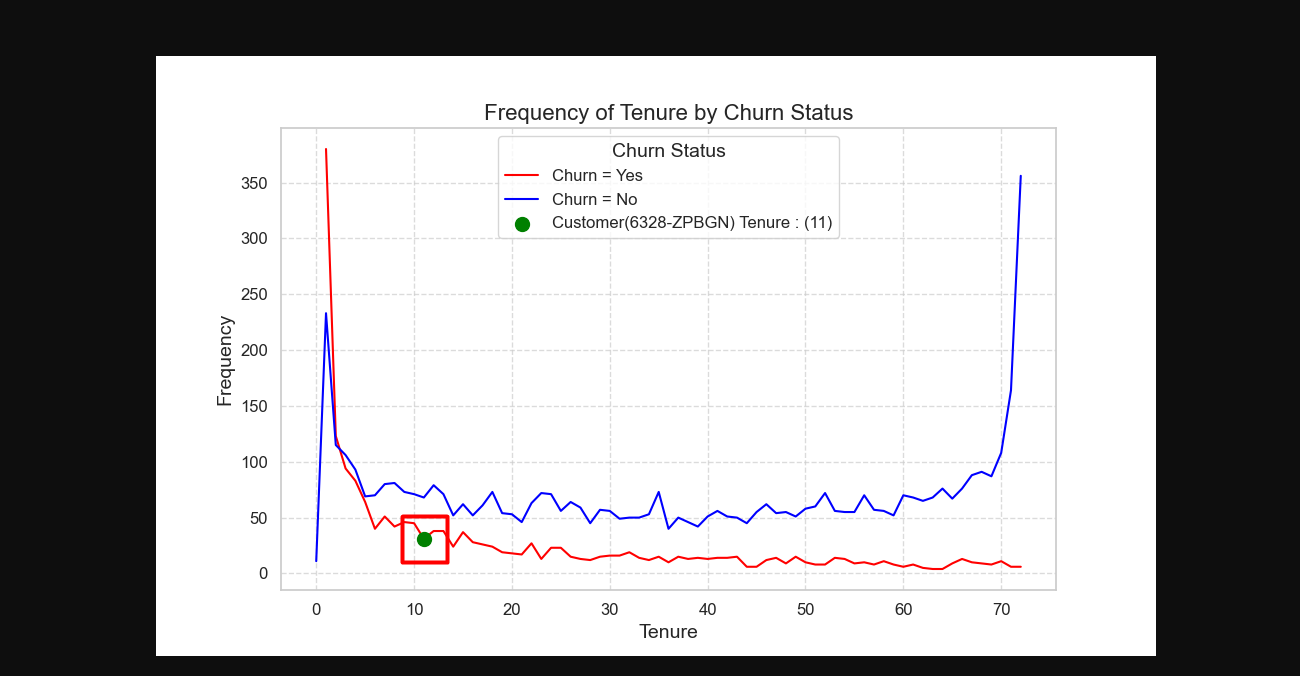 Frequency of Tenure by Churn Status
Churn Status
Churn = Yes
Churn = No
Customer(6328-ZPBGN) Tenure : (11)
350
300
250
200
150
100
50
0
Frequency
0 10 20 30 40 50 60 70
Tenure